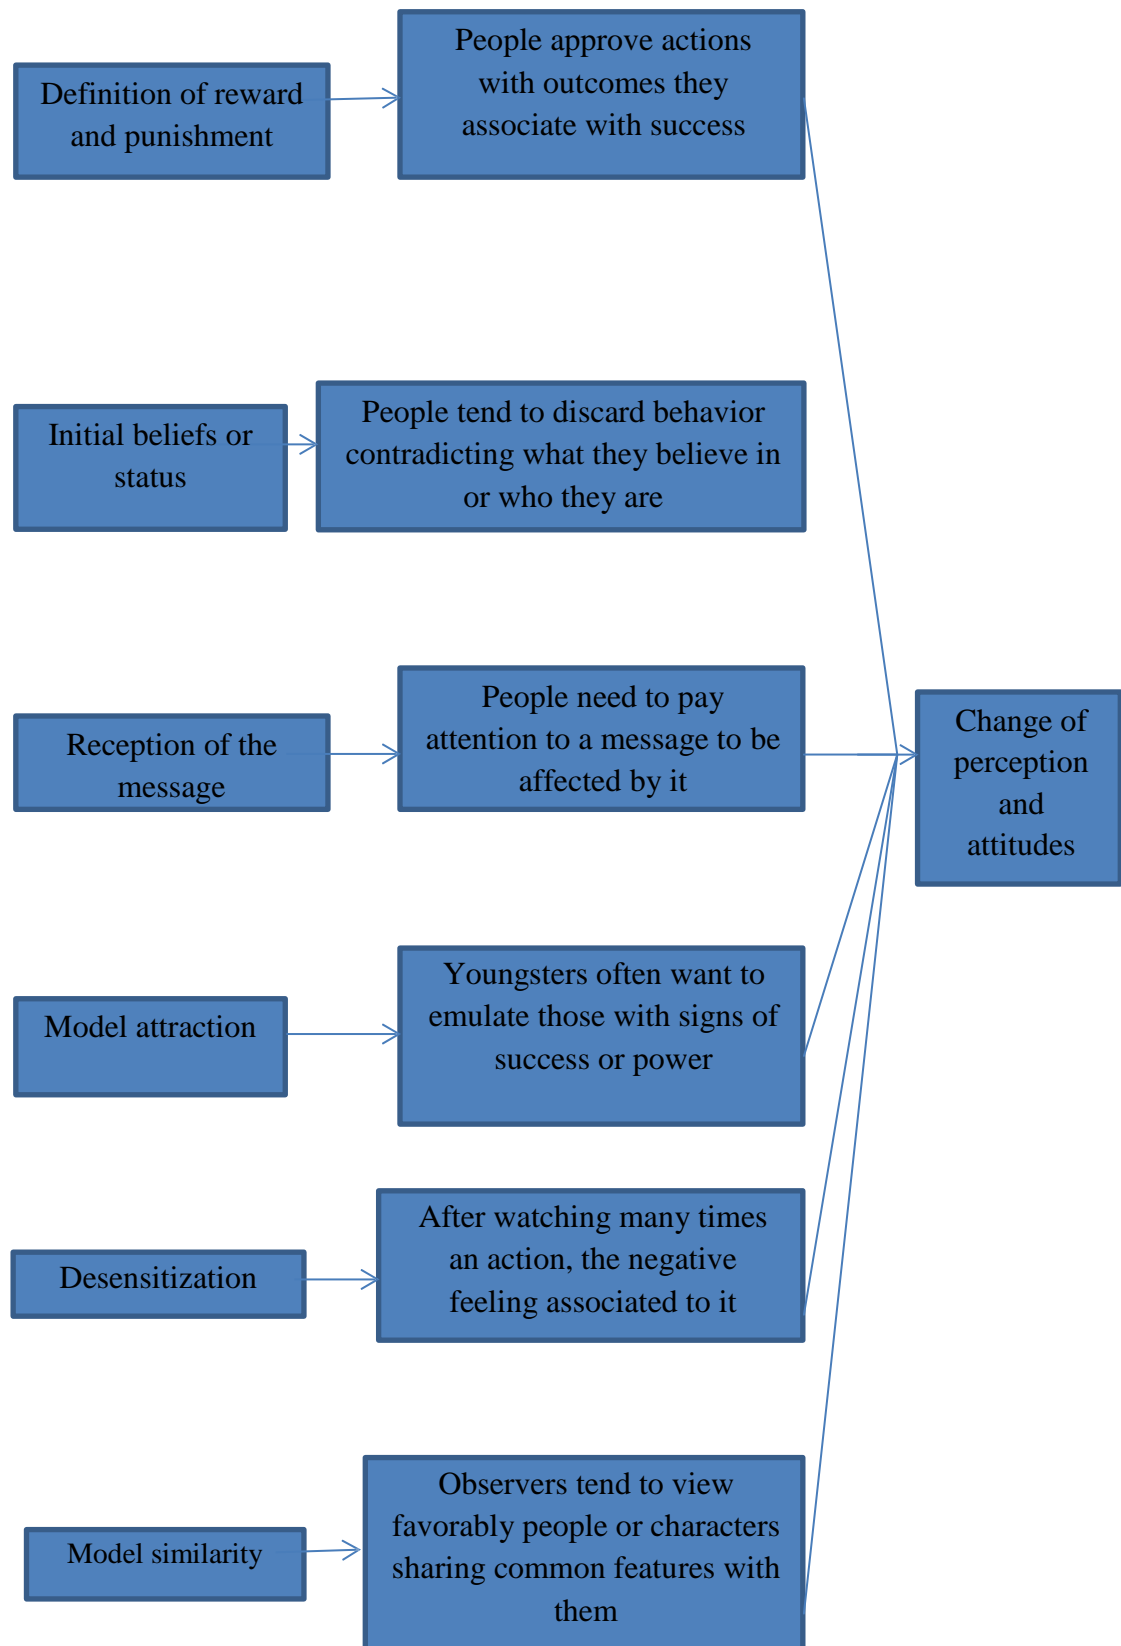 Definition of reward
and punishment
People approve actions
with outcomes they
associate with success
Initial beliefs or
status
People tend to discard behavior
contradicting what they believe in
or who they are
Reception of the
message
People need to pay
attention to a message to be
affected by it
Change of
perception
and
attitudes
Model attraction
Youngsters often want to
emulate those with signs of
success or power
Desensitization
After watching many times
an action, the negative
feeling associated to it
Model similarity
Observers tend to view
favorably people or characters
sharing common features with
them